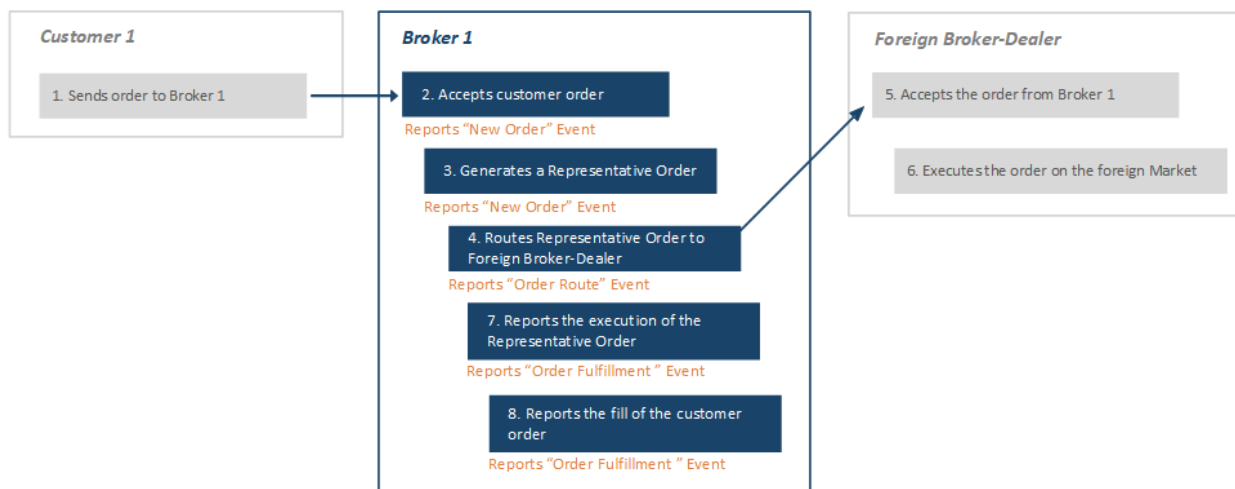 Customer 1
1. Sends order to Broker 1
Broker 1
2. Accepts customer order
Reports “New Order” Event
3. Generates a Representative Order
Reports “New Order” Event
4. Routes Representative Order to
Foreign Broker-Dealer
Reports “Order Route” Event
7. Reports the execution of the
Representative Order
Reports “Order Fulfillment ” Event
8. Reports the fill of the customer
order
Reports “Order Fulfillment ” Event
Foreign Broker-Dealer
5. Accepts the order from Broker 1
6. Executes the order on the foreign Market